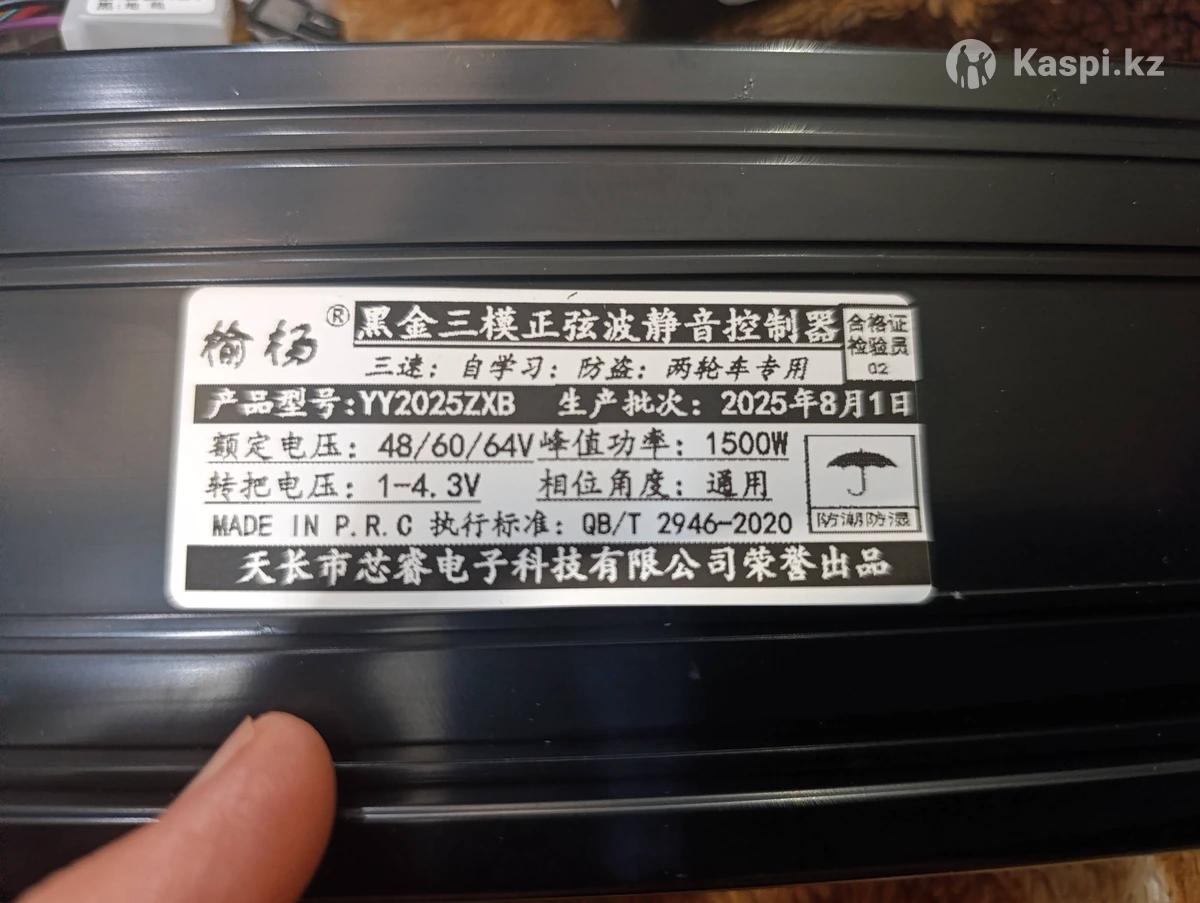 Kaspi.kz
榆杨®
黑金三模正弦波静音控制器
合格证
检验员
02
三速; 自学习; 防盗; 两轮车专用
产品型号:YY2025ZXB 生产批次: 2025年8月1日
额定电压: 48/60/64V 峰值功率: 1500W
转把电压: 1-4.3V 相位角度: 通用
MADE IN P.R.C 执行标准: QB/T 2946-2020
防潮防湿
天长市芯睿电子科技有限公司荣誉出品